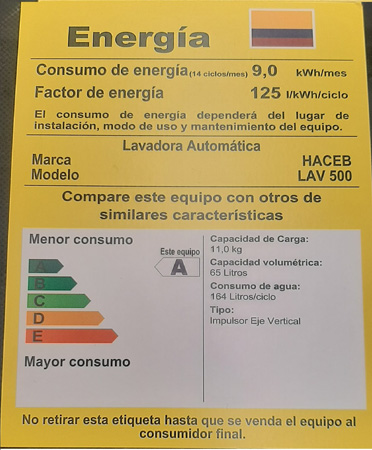 Energía
Consumo de energía (14 ciclos/mes) 9,0 kWh/mes
Factor de energía 125 l/kWh/ciclo
El consumo de energía dependerá del lugar de
instalación, modo de uso y mantenimiento del equipo.
Lavadora Automática
Marca HACEB
Modelo LAV 500
Compare este equipo con otros de
similares características
Menor consumo
Este equipo
A
A
B
C
D
E
Mayor consumo
Capacidad de Carga:
11,0 kg
Capacidad volumétrica:
65 Litros
Consumo de agua:
164 Litros/ciclo
Tipo:
Impulsor Eje Vertical
No retirar esta etiqueta hasta que se venda el equipo al
consumidor final.